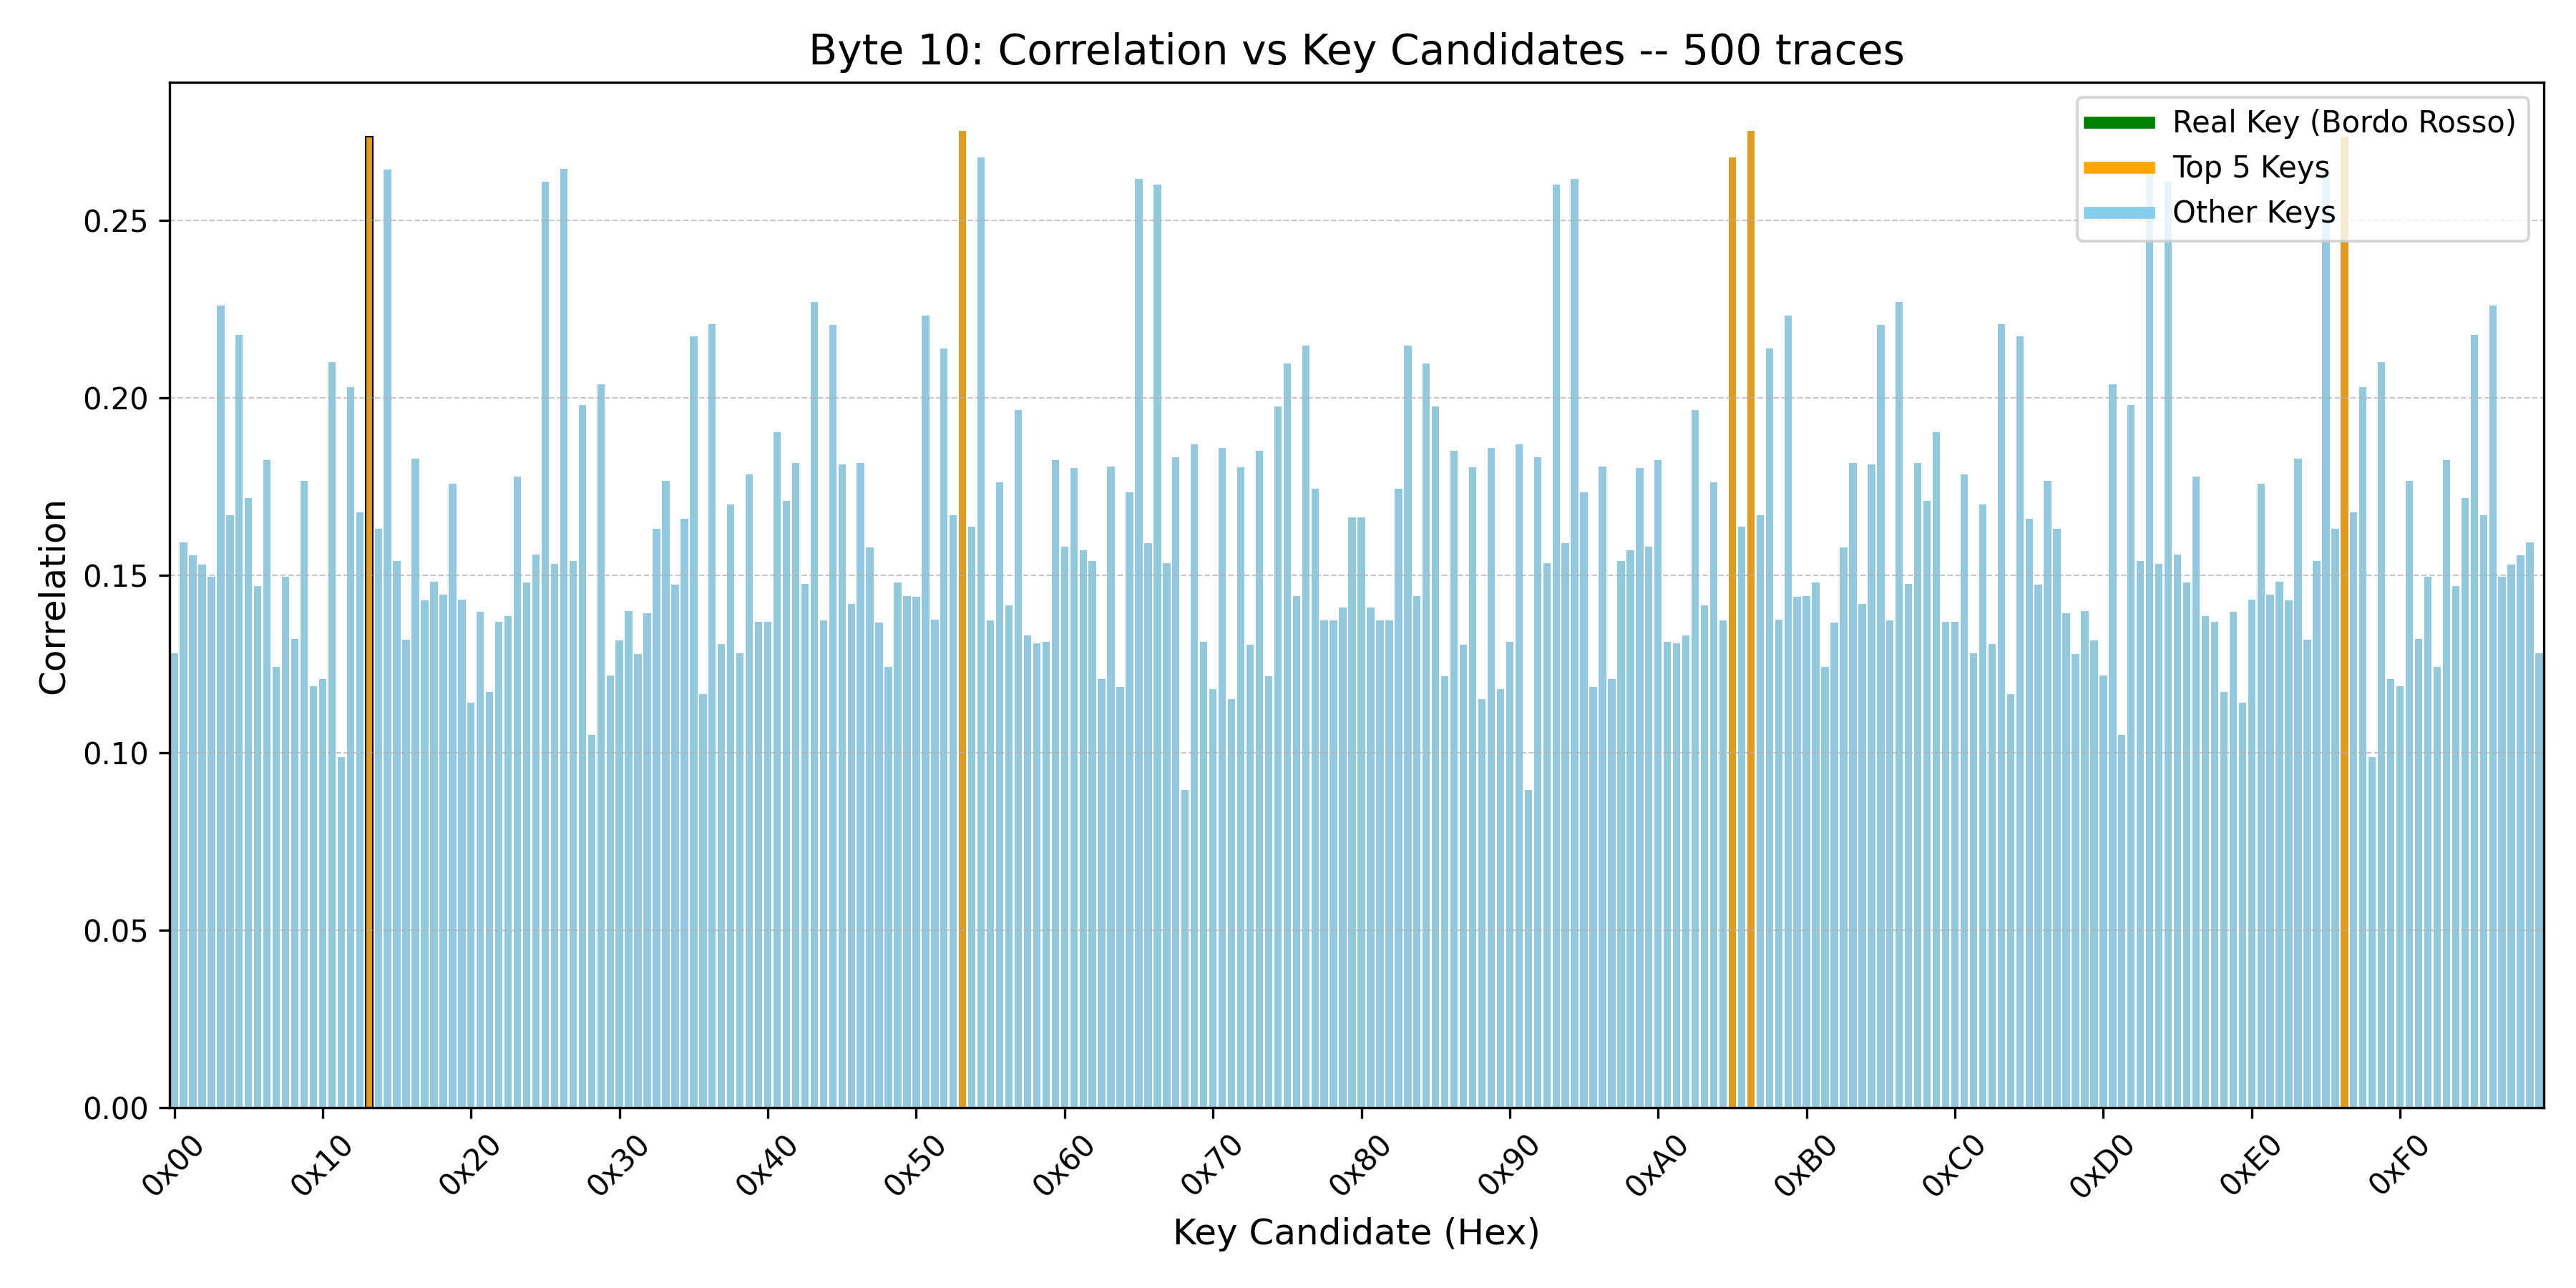 Byte 10: Correlation vs Key Candidates -- 500 traces
Real Key (Bordo Rosso)
Top 5 Keys
Other Keys
Correlation
0.25
0.20
0.15
0.10
0.05
0.00
0x00 0x10 0x20 0x30 0x40 0x50 0x60 0x70 0x80 0x90 0xA0 0xB0 0xC0 0xD0 0xE0 0xF0
Key Candidate (Hex)